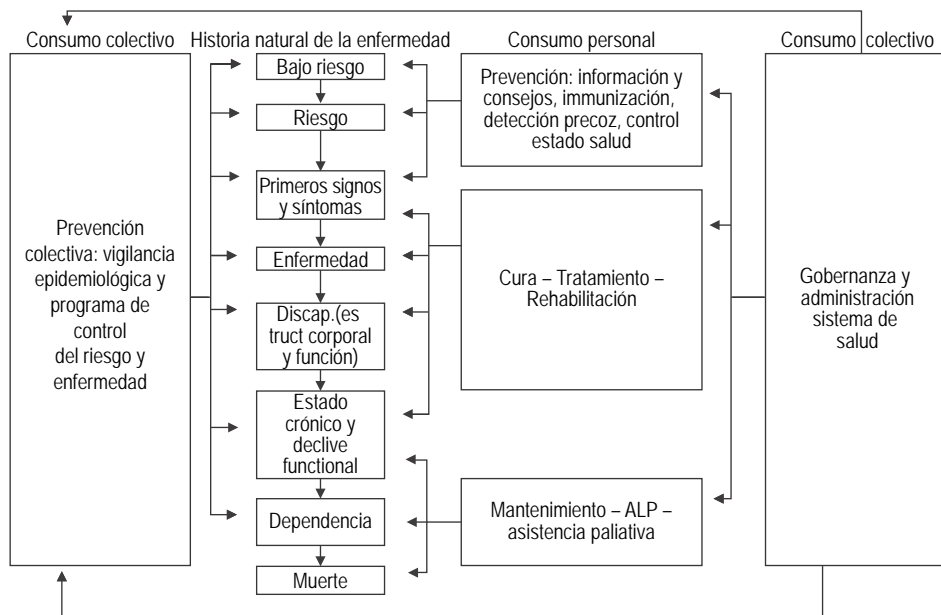 Consumo colectivo
Historia natural de la enfermedad
Consumo personal
Consumo colectivo
Prevención
colectiva: vigilancia
epidemiológica y
programa de
control
del riesgo y
enfermedad
Bajo riesgo
Riesgo
Primeros signos
y síntomas
Enfermedad
Discap.(es
truct corporal
y función)
Estado
crónico y
declive
functional
Dependencia
Muerte
Prevención: información y
consejos, immunización,
detección precoz, control
estado salud
Cura – Tratamiento –
Rehabilitación
Mantenimiento – ALP –
asistencia paliativa
Gobernanza y
administración
sistema de
salud